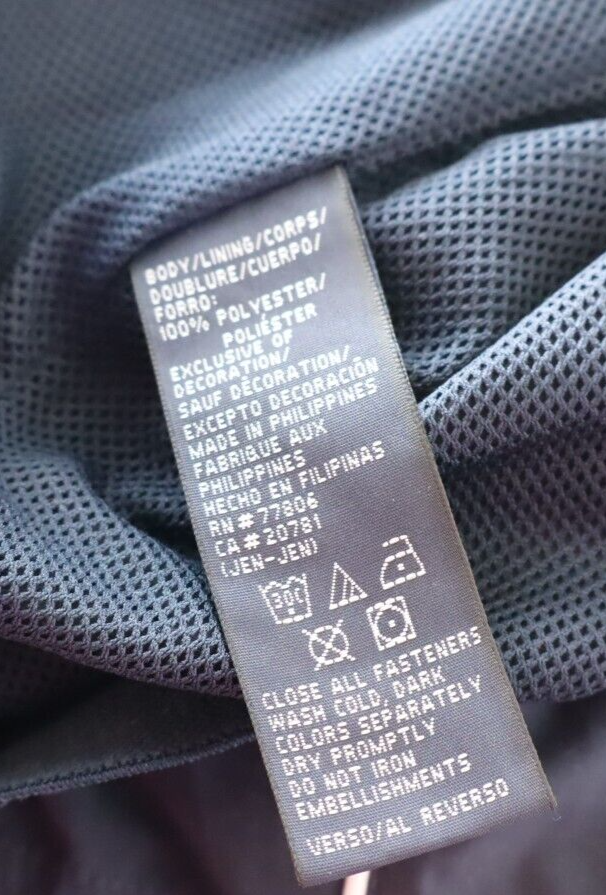 BODY/LINING/CORPS/
DOUBLURE/CUERPO/
FORRO:
100% POLYESTER/
POLIÉSTER
EXCLUSIVE OF
DECORATION/
SAUF DÉCORATION/
EXCEPTO DECORACIÓN
MADE IN PHILIPPINES
FABRIQUE AUX
PHILIPPINES
HECHO EN FILIPINAS
RN#77806
CA#20781
(JEN-JEN)
30C
CLOSE ALL FASTENERS
WASH COLD, DARK
COLORS SEPARATELY
DRY PROMPTLY
DO NOT IRON
EMBELLISHMENTS
VERSO/AL REVERSO